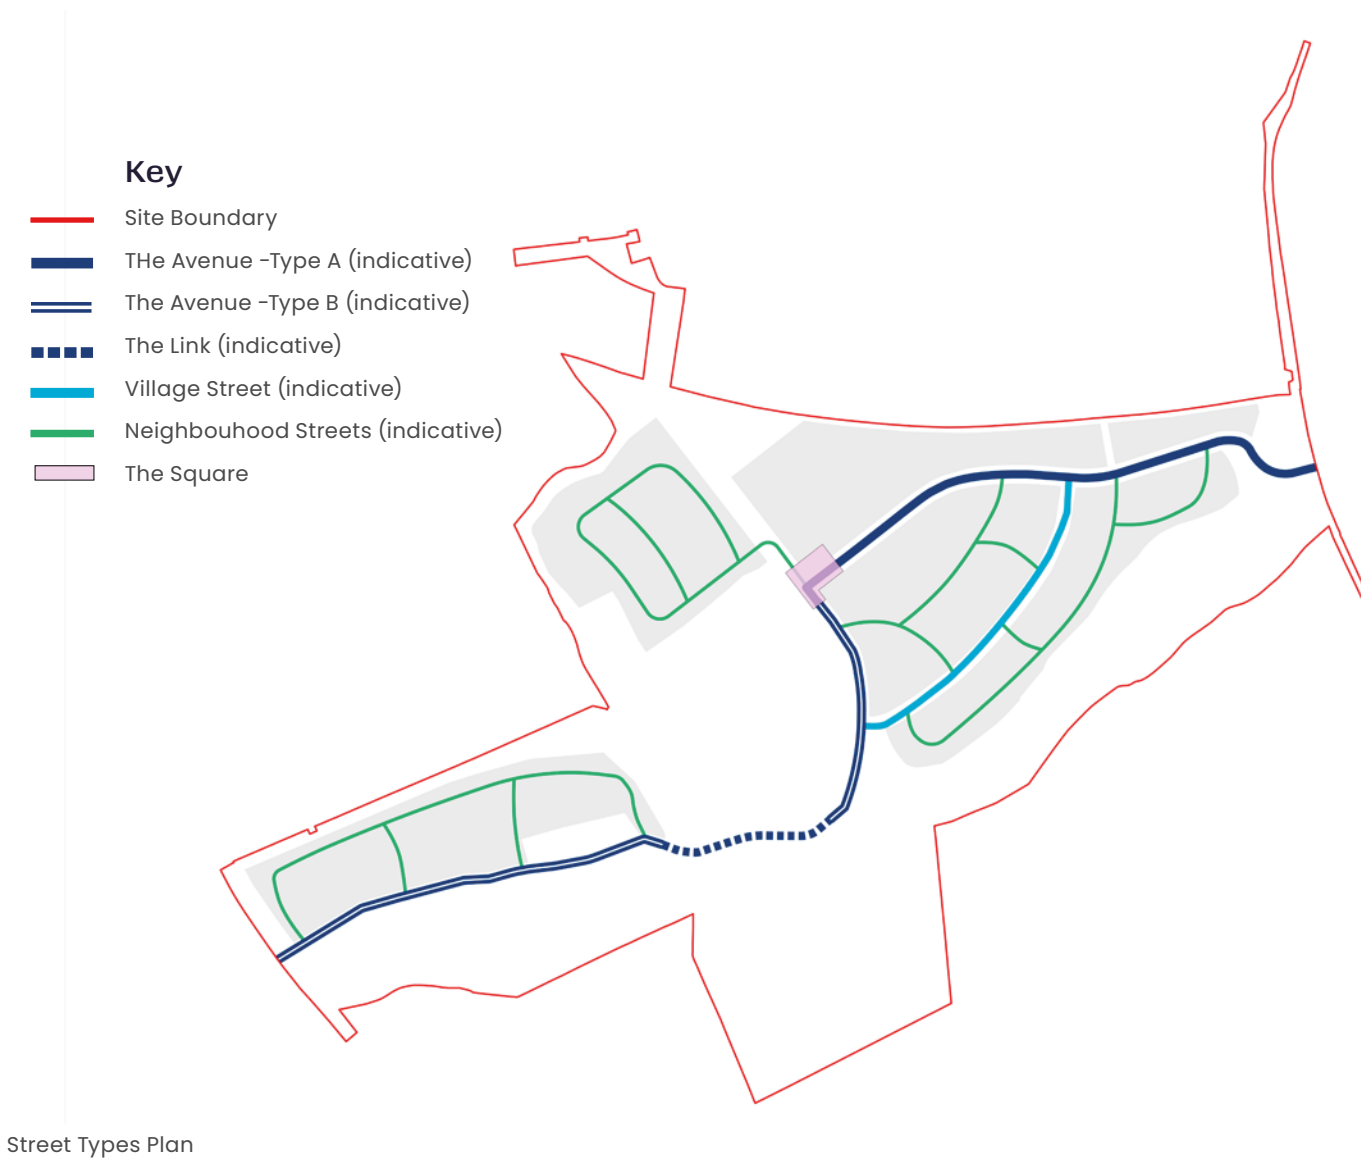 Key
Site Boundary
THe Avenue -Type A (indicative)
The Avenue -Type B (indicative)
The Link (indicative)
Village Street (indicative)
Neighbouhood Streets (indicative)
The Square
Street Types Plan